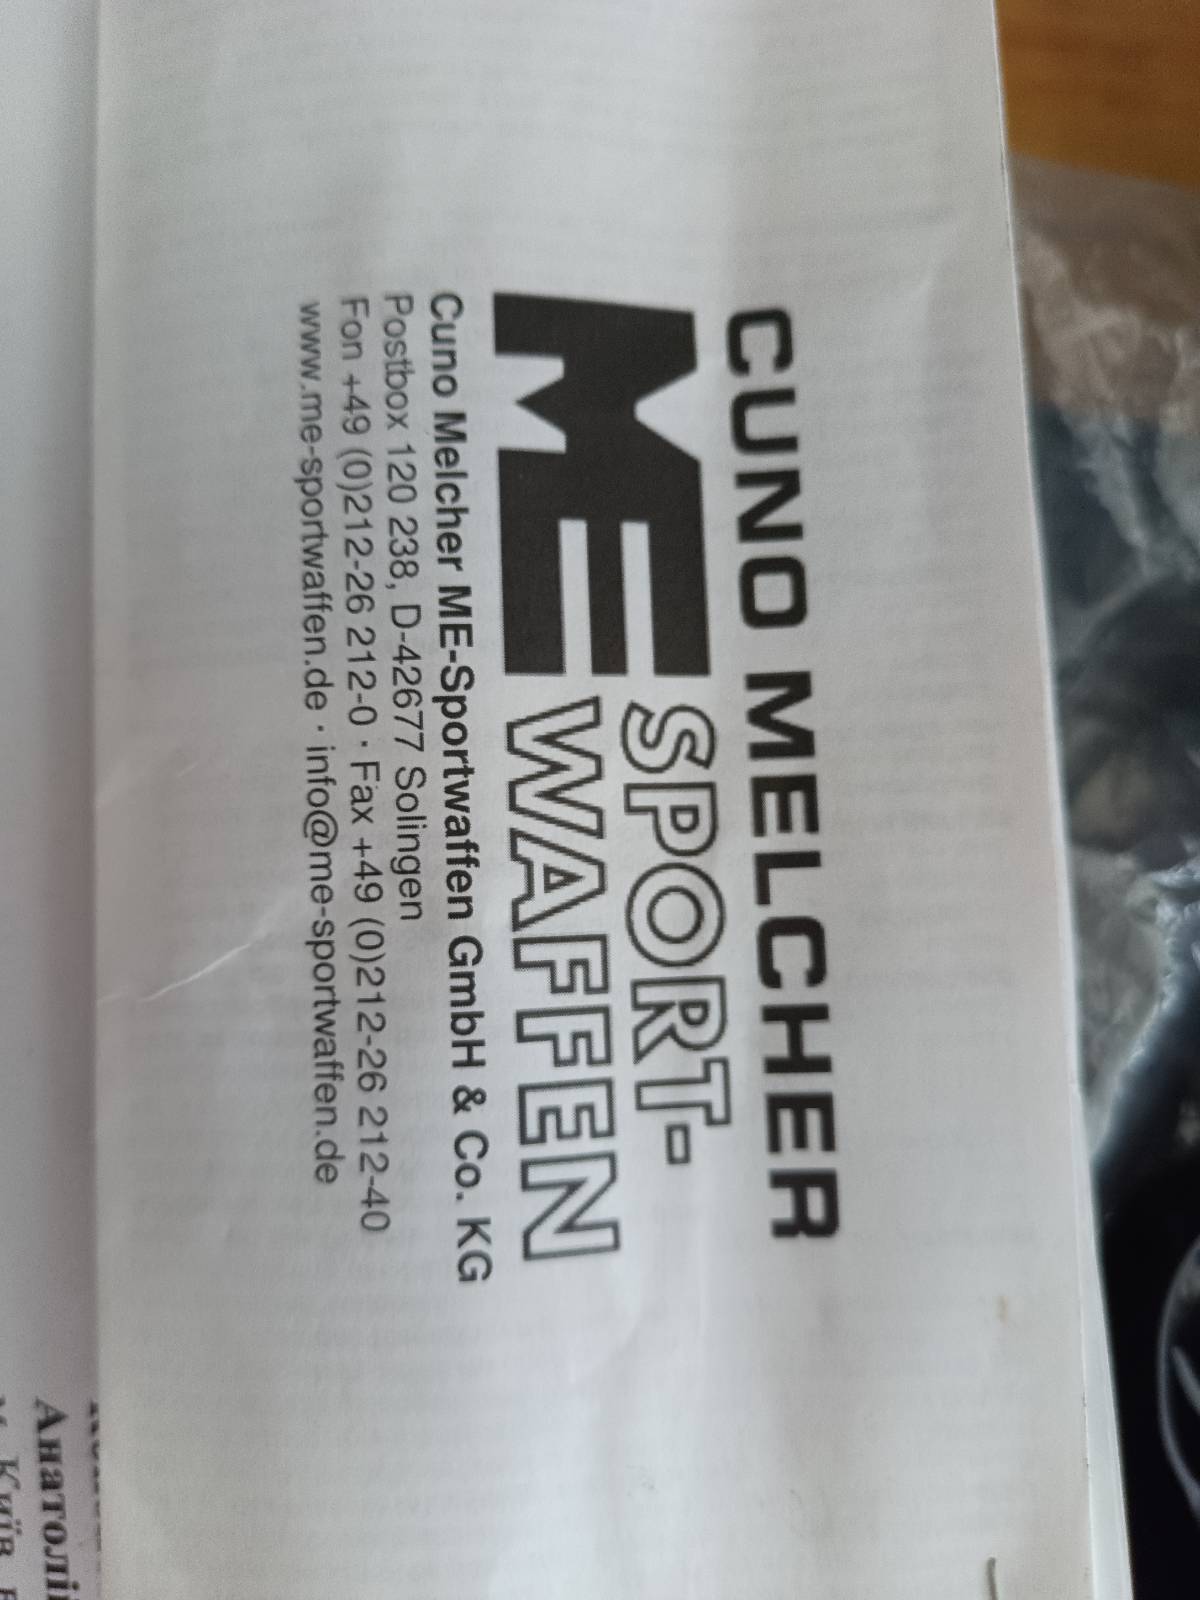 CUNO MELCHER
ME SPORT-
WAFFEN
Cuno Melcher ME-Sportwaffen GmbH & Co. KG
Postbox 120 238, D-42677 Solingen
Fon +49 (0)212-26 212-0 · Fax +49 (0)212-26 212-40
www.me-sportwaffen.de · info@me-sportwaffen.de
Анатолі
Київ